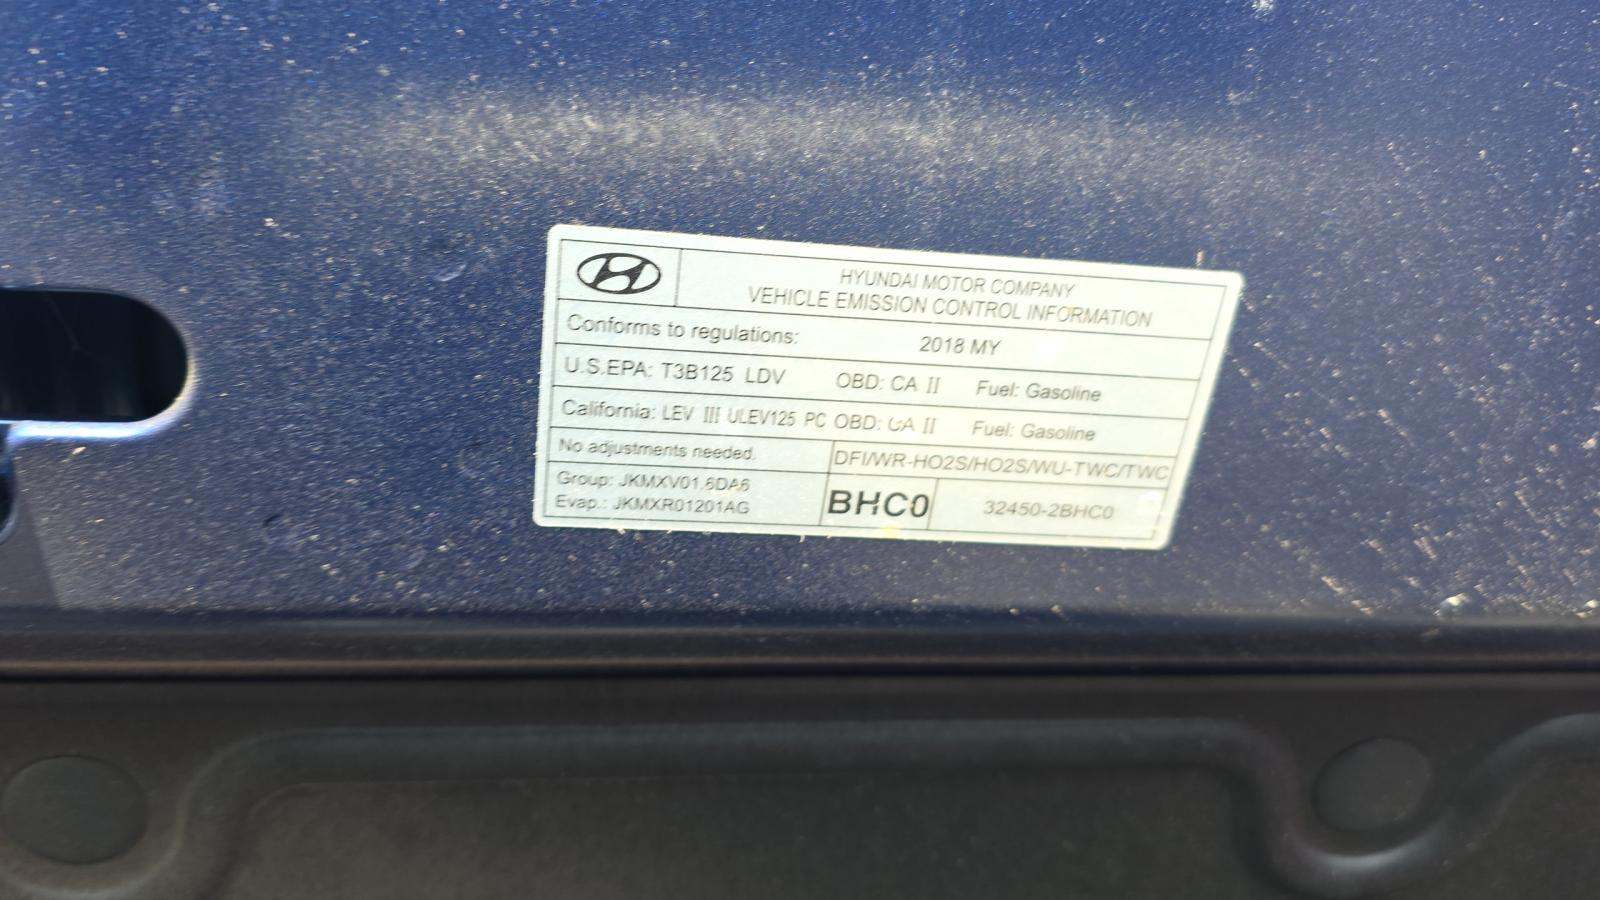 HYUNDAI MOTOR COMPANY
VEHICLE EMISSION CONTROL INFORMATION
Conforms to regulations: 2018 MY
U.S.EPA: T3B125 LDV OBD: CA II Fuel: Gasoline
California: LEV III ULEV125 PC OBD: CA II Fuel: Gasoline
No adjustments needed. DFI/WR-HO2S/HO2S/WU-TWC/TWC
Group: JKMXV01.6DA6
Evap.: JKMXR01201AG
BHC0 32450-2BHC0